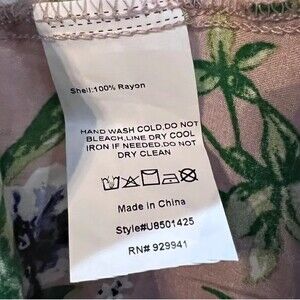 Shell:100% Rayon
HAND WASH COLD.DO NOT
BLEACH.LINE DRY COOL
IRON IF NEEDED.DO NOT
DRY CLEAN
Made in China
Style#U8501425
RN# 929941